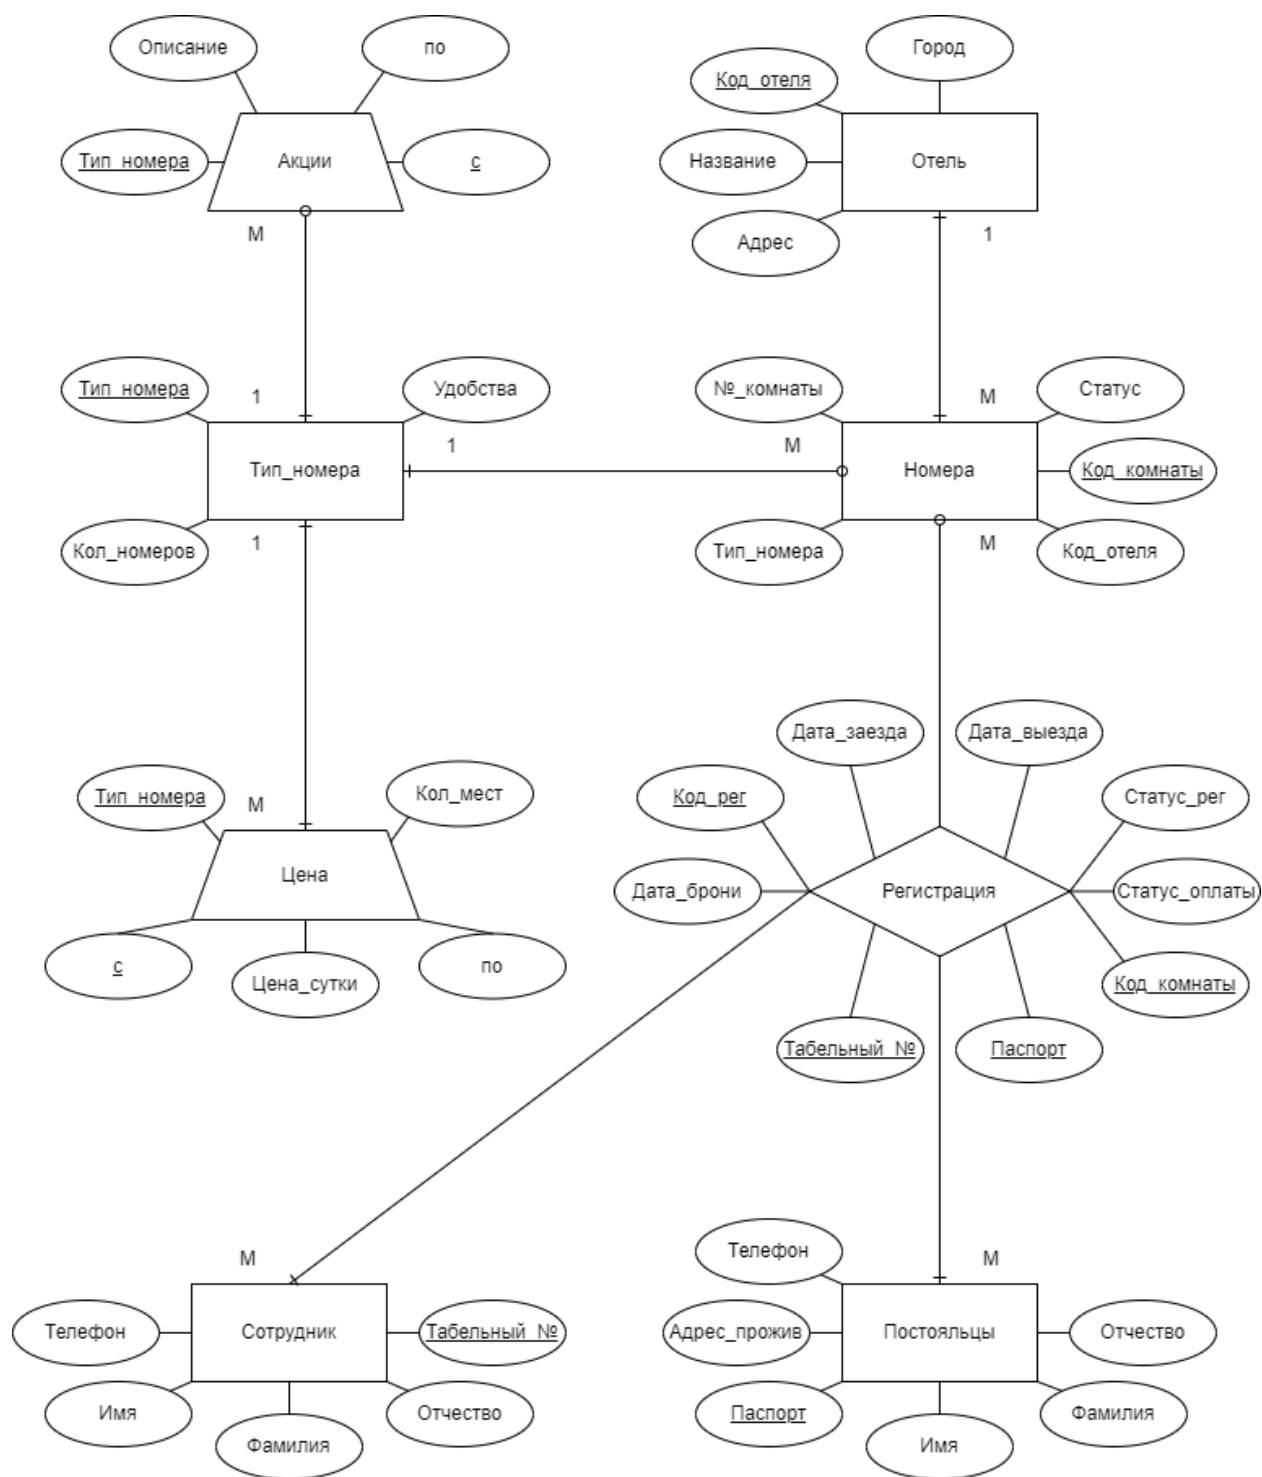 Описание
по
Город
Код_отеля
Тип_номера
Акции
с
Название
Отель
М
Адрес
1
Тип_номера
1
Удобства
№_комнаты
М
Статус
1
М
Тип_номера
Номера
Код_комнаты
Кол_номеров
1
Тип_номера
М
Код_отеля
Дата_заезда
Дата_выезда
Тип_номера
М
Кол_мест
Код_рег
Статус_рег
Цена
Дата_брони
Регистрация
Статус_оплаты
с
Цена_сутки
по
Код_комнаты
Табельный_№
Паспорт
М
Телефон
М
Телефон
Сотрудник
Табельный_№
Адрес_прожив
Постояльцы
Отчество
Имя
Фамилия
Отчество
Паспорт
Имя
Фамилия